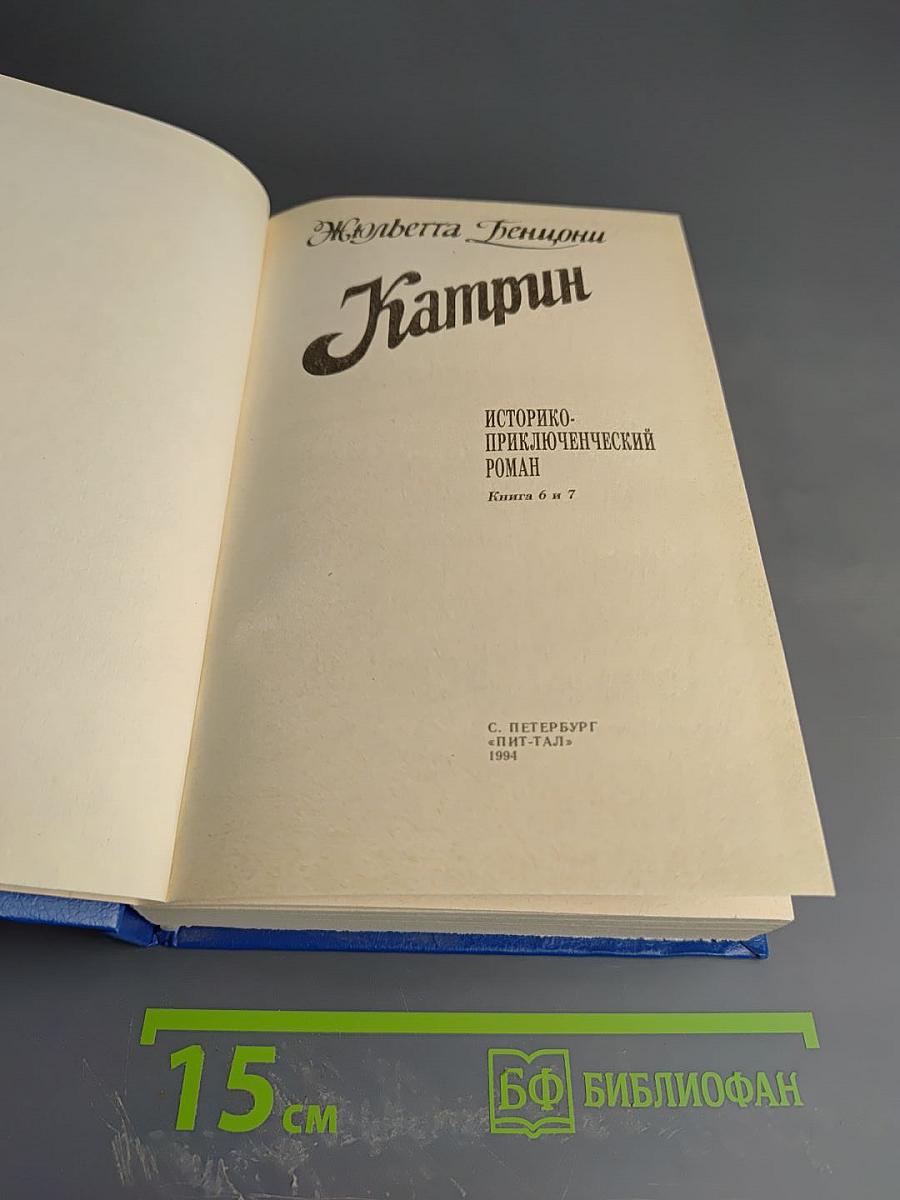 Жюльетта Бенцони
Катрин
ИСТОРИКО-
ПРИКЛЮЧЕНЧЕСКИЙ
РОМАН
Книга 6 и 7
С. ПЕТЕРБУРГ
«ПИТ-ТАЛ»
1994
15 см
БФ БИБЛИОФАН